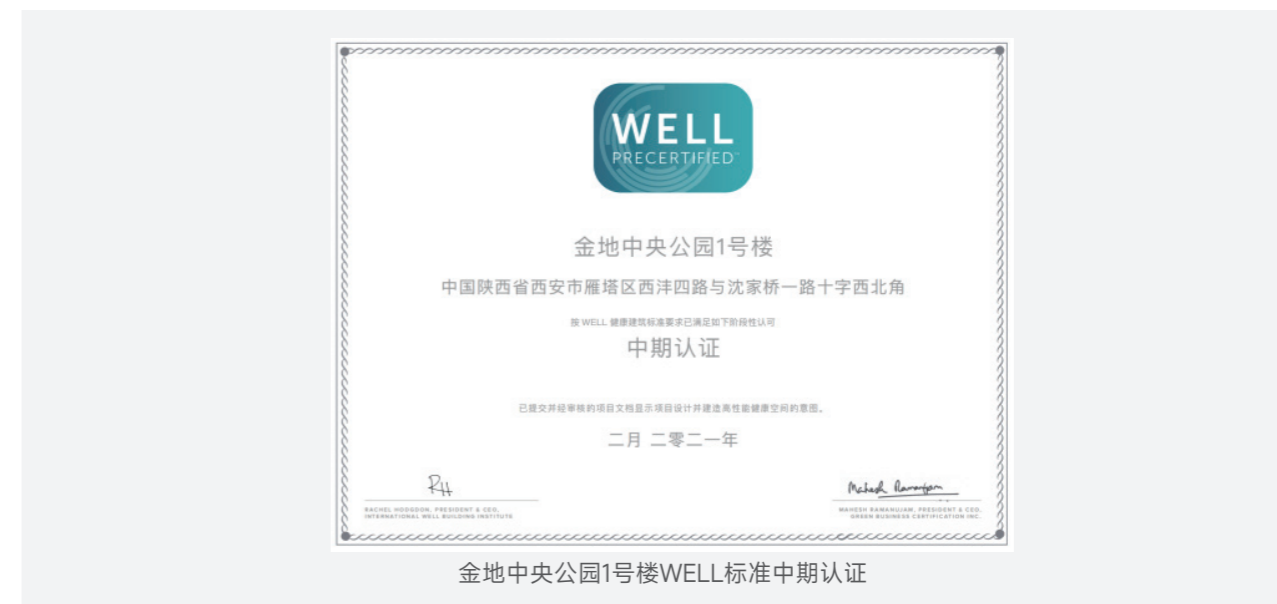 WELL
PRECERTIFIED™
金地中央公园1号楼
中国陕西省西安市雁塔区西沣四路与沈家桥一路十字西北角
按 WELL 健康建筑标准要求已满足如下阶段性认可
中期认证
已提交并经审核的项目文档显示项目设计并建造高性能健康空间的意图。
二月 二零二一年
RH
Mahesh Ramanujam
RACHEL HODGDON, PRESIDENT & CEO,
INTERNATIONAL WELL BUILDING INSTITUTE
MAHESH RAMANUJAM, PRESIDENT & CEO,
GREEN BUSINESS CERTIFICATION INC.
金地中央公园1号楼WELL标准中期认证